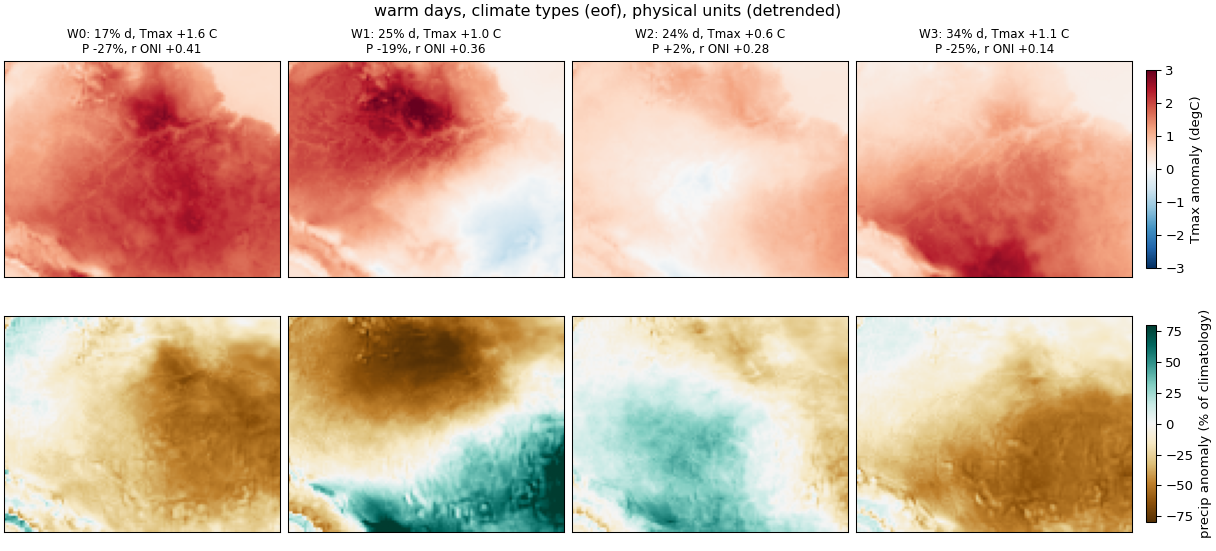 warm days, climate types (eof), physical units (detrended)
W0: 17% d, Tmax +1.6 C
P -27%, r ONI +0.41
W1: 25% d, Tmax +1.0 C
P -19%, r ONI +0.36
W2: 24% d, Tmax +0.6 C
P +2%, r ONI +0.28
W3: 34% d, Tmax +1.1 C
P -25%, r ONI +0.14
3
2
1
0
−1
−2
−3
Tmax anomaly (degC)
75
50
25
0
−25
−50
−75
precip anomaly (% of climatology)